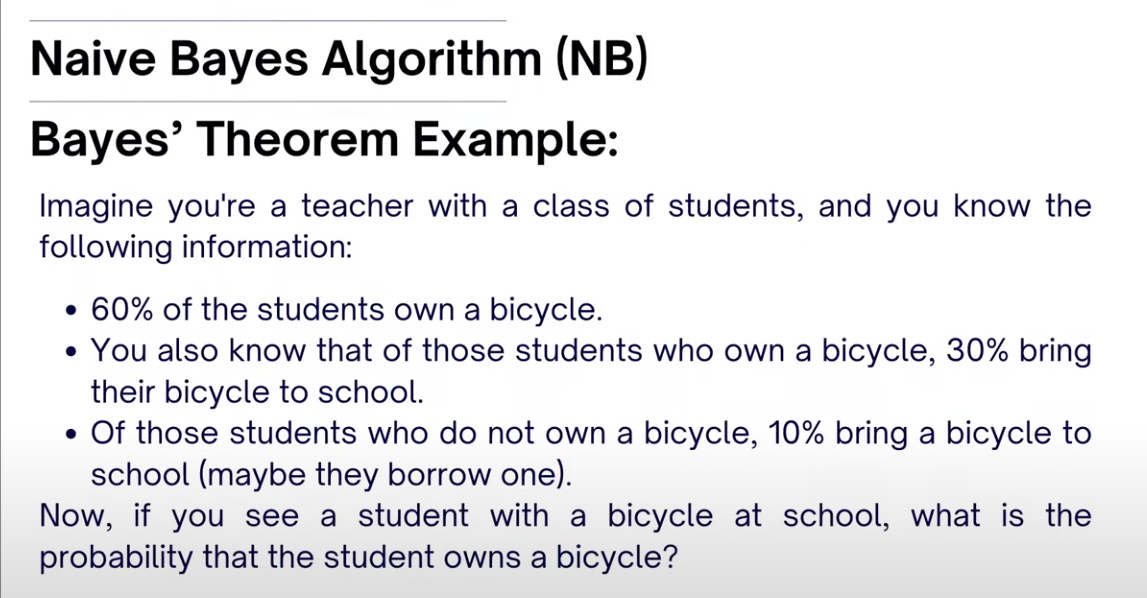 Naive Bayes Algorithm (NB)
Bayes’ Theorem Example:
Imagine you're a teacher with a class of students, and you know the
following information:
• 60% of the students own a bicycle.
• You also know that of those students who own a bicycle, 30% bring
their bicycle to school.
• Of those students who do not own a bicycle, 10% bring a bicycle to
school (maybe they borrow one).
Now, if you see a student with a bicycle at school, what is the
probability that the student owns a bicycle?